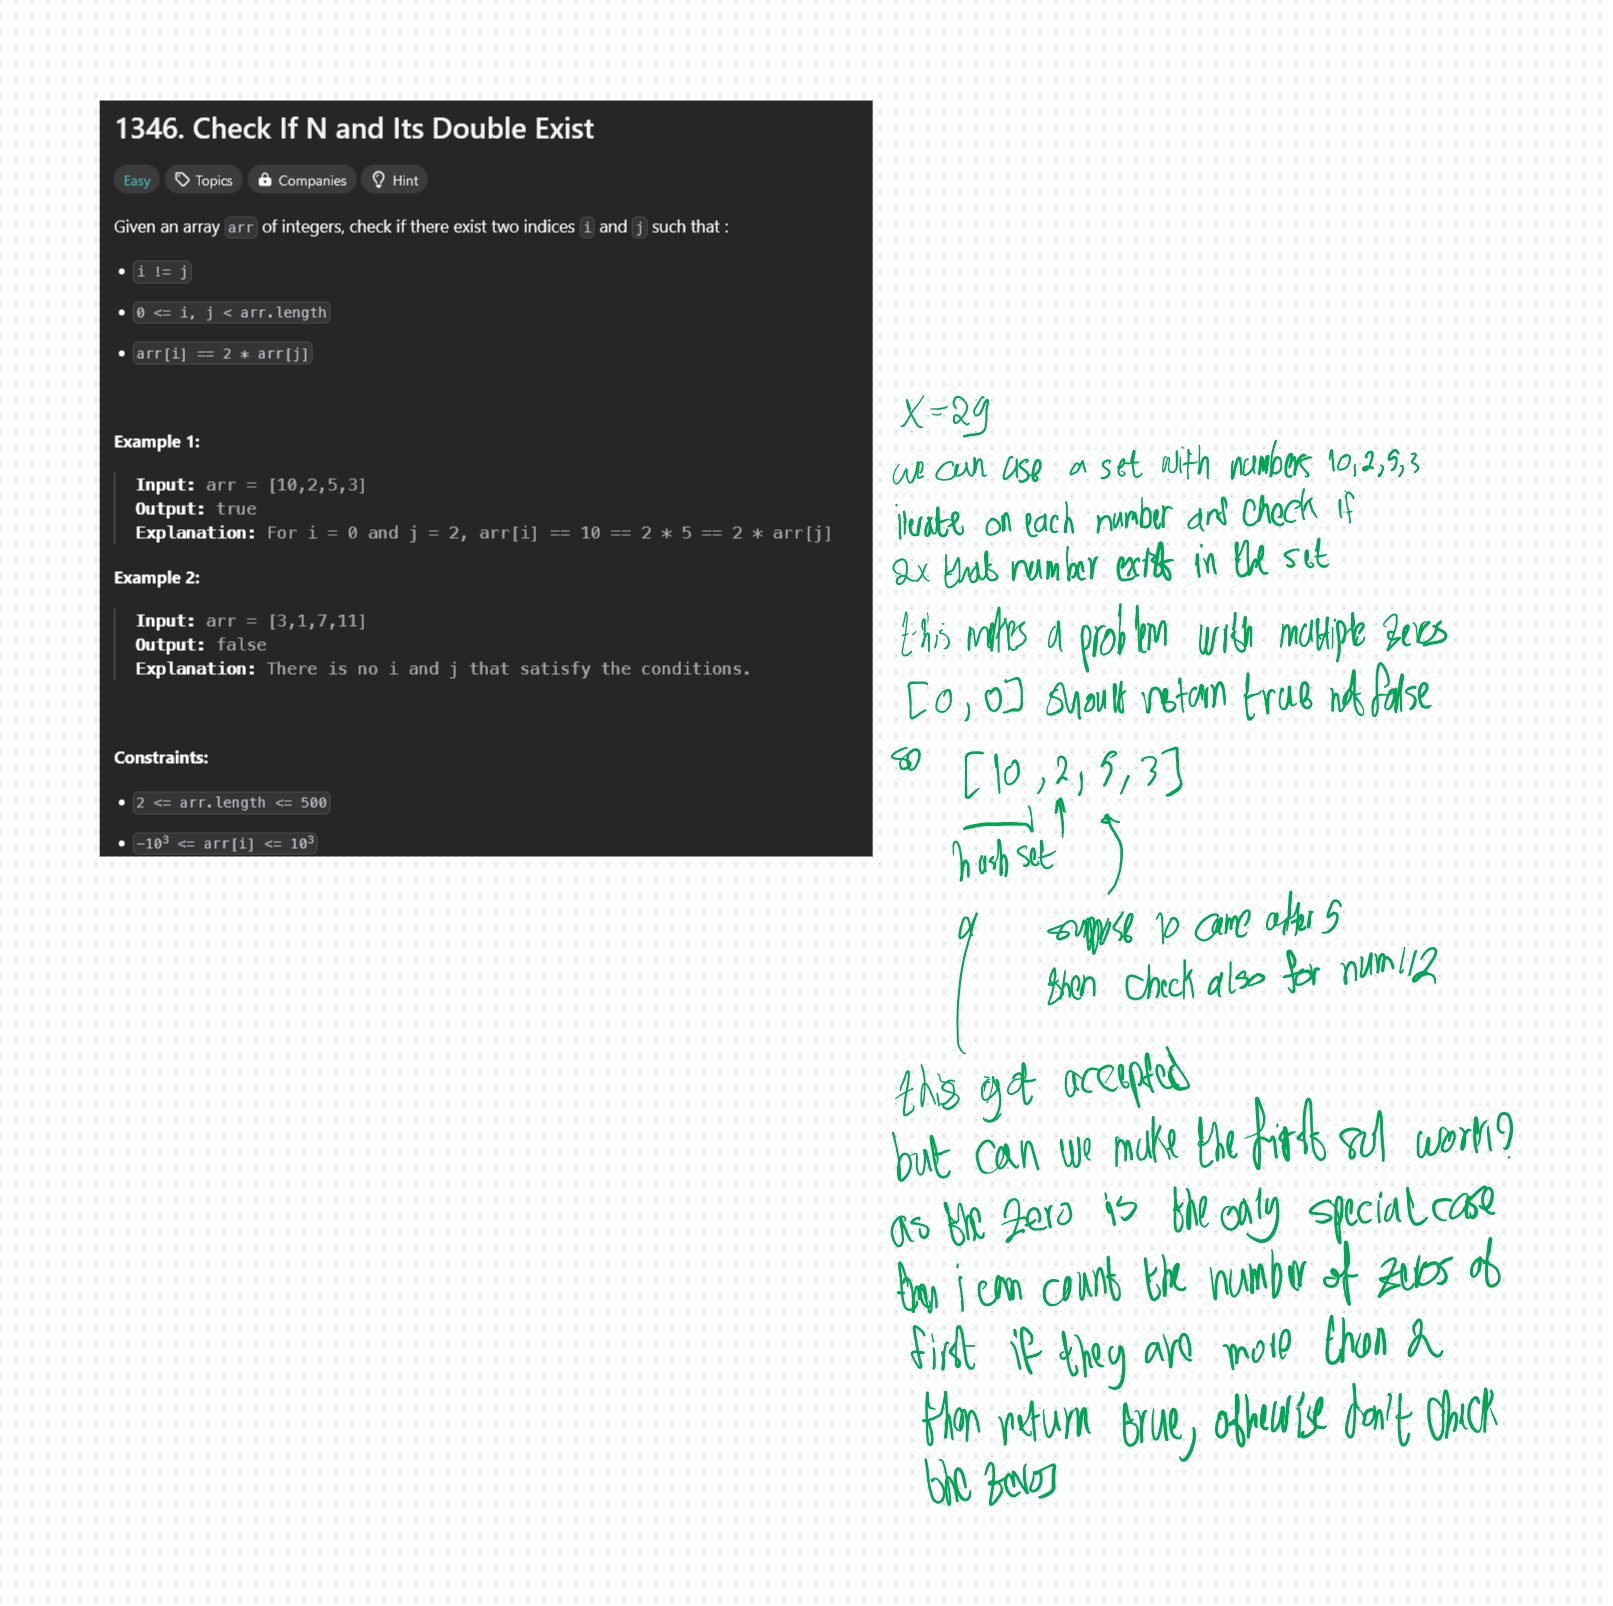 1346. Check If N and Its Double Exist
Easy Topics Companies Hint
Given an array arr of integers, check if there exist two indices i and j such that :
• i != j
• 0 <= i, j < arr.length
• arr[i] == 2 * arr[j]
Example 1:
Input: arr = [10,2,5,3]
Output: true
Explanation: For i = 0 and j = 2, arr[i] == 10 == 2 * 5 == 2 * arr[j]
Example 2:
Input: arr = [3,1,7,11]
Output: false
Explanation: There is no i and j that satisfy the conditions.
Constraints:
• 2 <= arr.length <= 500
• -10³ <= arr[i] <= 10³
X=2y
we can use a set with numbers 10,2,5,3
iterate on each number and check if
2x that number exists in the set
this makes a problem with multiple zeros
[0,0] should return true not false
so [10,2,5,3]
hash set
suppose 10 came after 5
then check also for num//2
this got accepted
but can we make the first sol work?
as the zero is the only special case
then i can count the number of zeros of
first if they are more than 2
then return true, otherwise don't check
the zeros